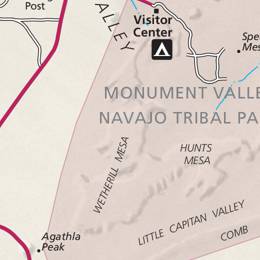 Post
VALLEY
Visitor
Center
Spe
Mes
MONUMENT VALLE
NAVAJO TRIBAL PA
WETHERILL MESA
HUNTS
MESA
LITTLE CAPITAN VALLEY
COMB
Agathla
Peak